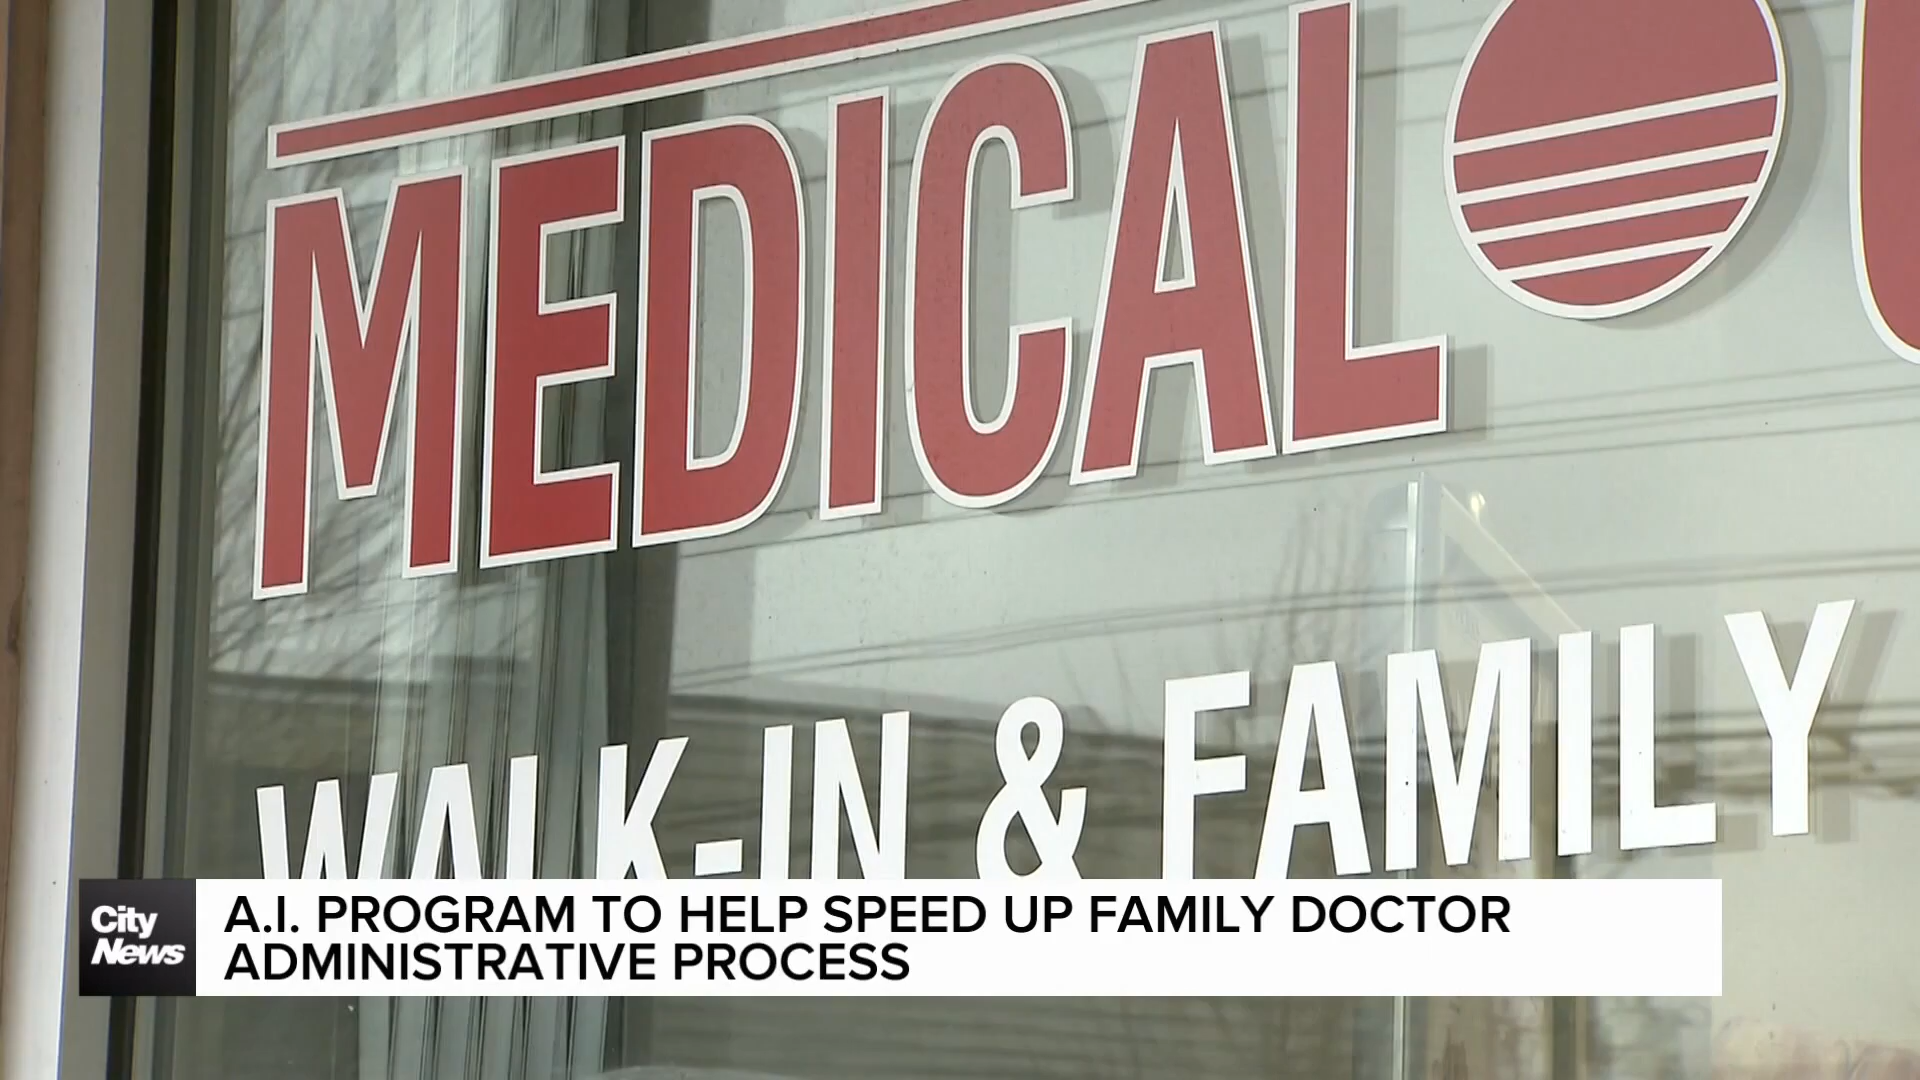 MEDICAL
WALK-IN & FAMILY
City
News
A.I. PROGRAM TO HELP SPEED UP FAMILY DOCTOR
ADMINISTRATIVE PROCESS